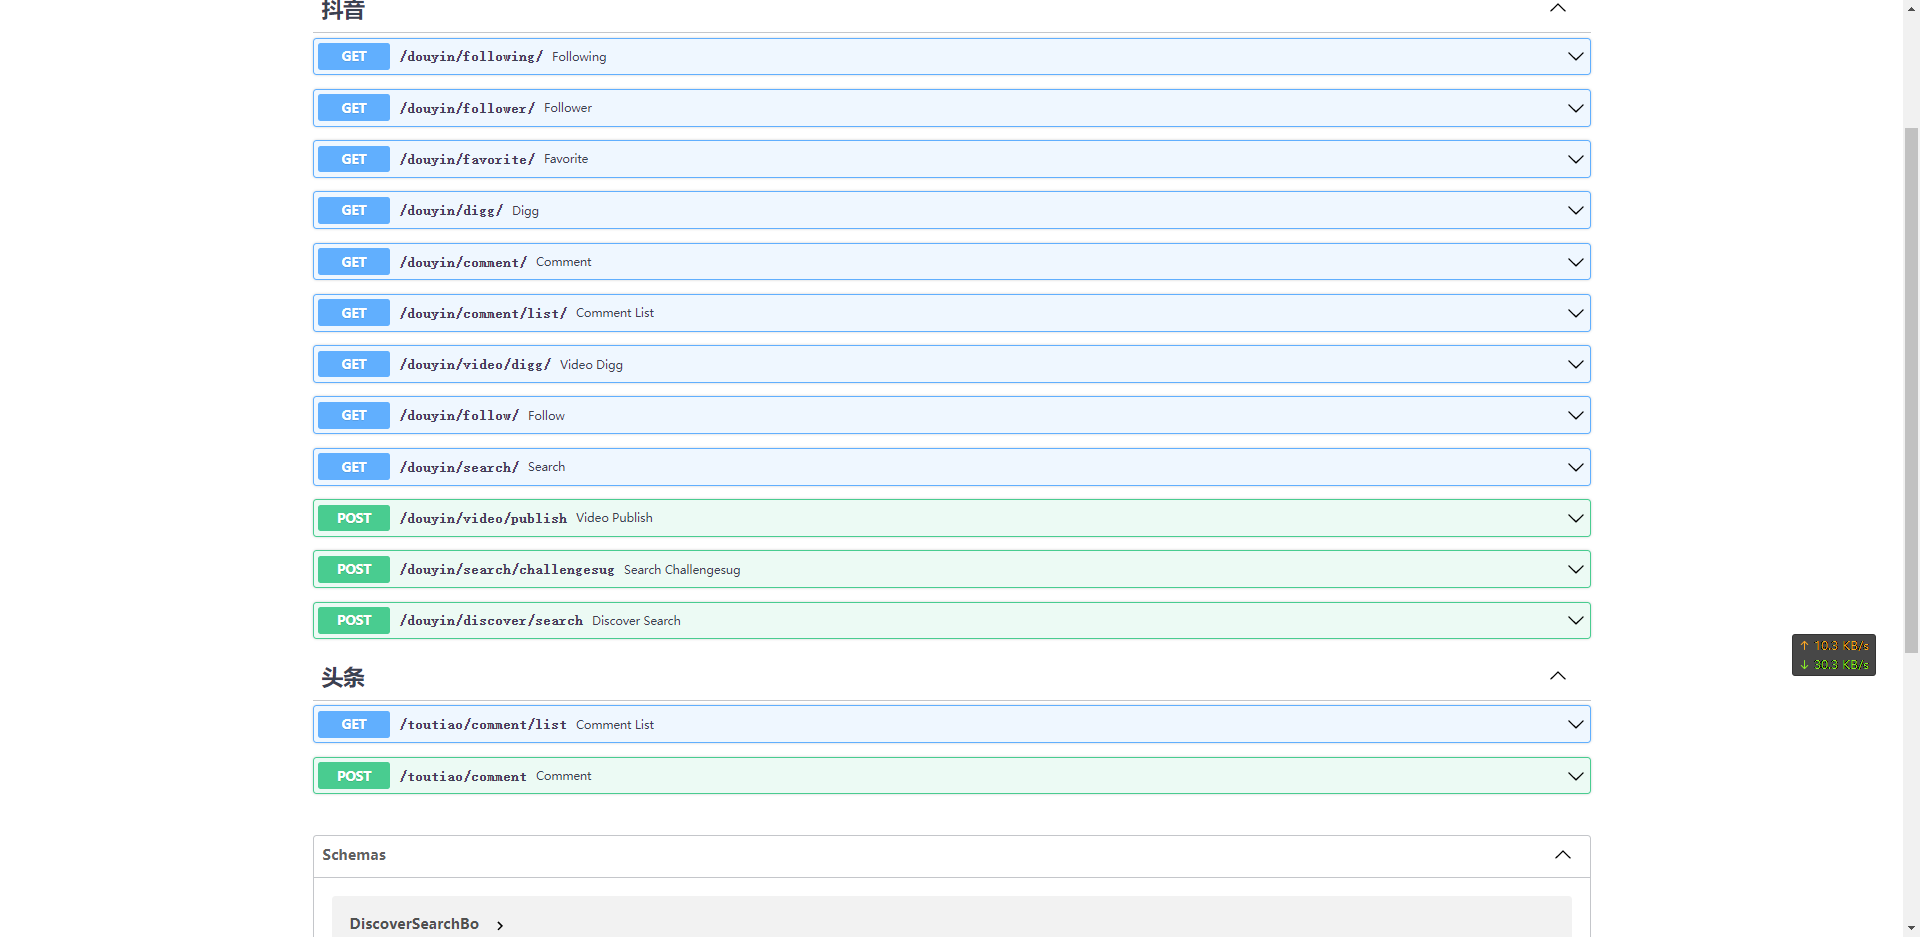 抖音
GET /douyin/following/ Following
GET /douyin/follower/ Follower
GET /douyin/favorite/ Favorite
GET /douyin/digg/ Digg
GET /douyin/comment/ Comment
GET /douyin/comment/list/ Comment List
GET /douyin/video/digg/ Video Digg
GET /douyin/follow/ Follow
GET /douyin/search/ Search
POST /douyin/video/publish Video Publish
POST /douyin/search/challengesug Search Challengesug
POST /douyin/discover/search Discover Search
↑ 10.3 KB/s
↓ 30.3 KB/s
头条
GET /toutiao/comment/list Comment List
POST /toutiao/comment Comment
Schemas
DiscoverSearchBo